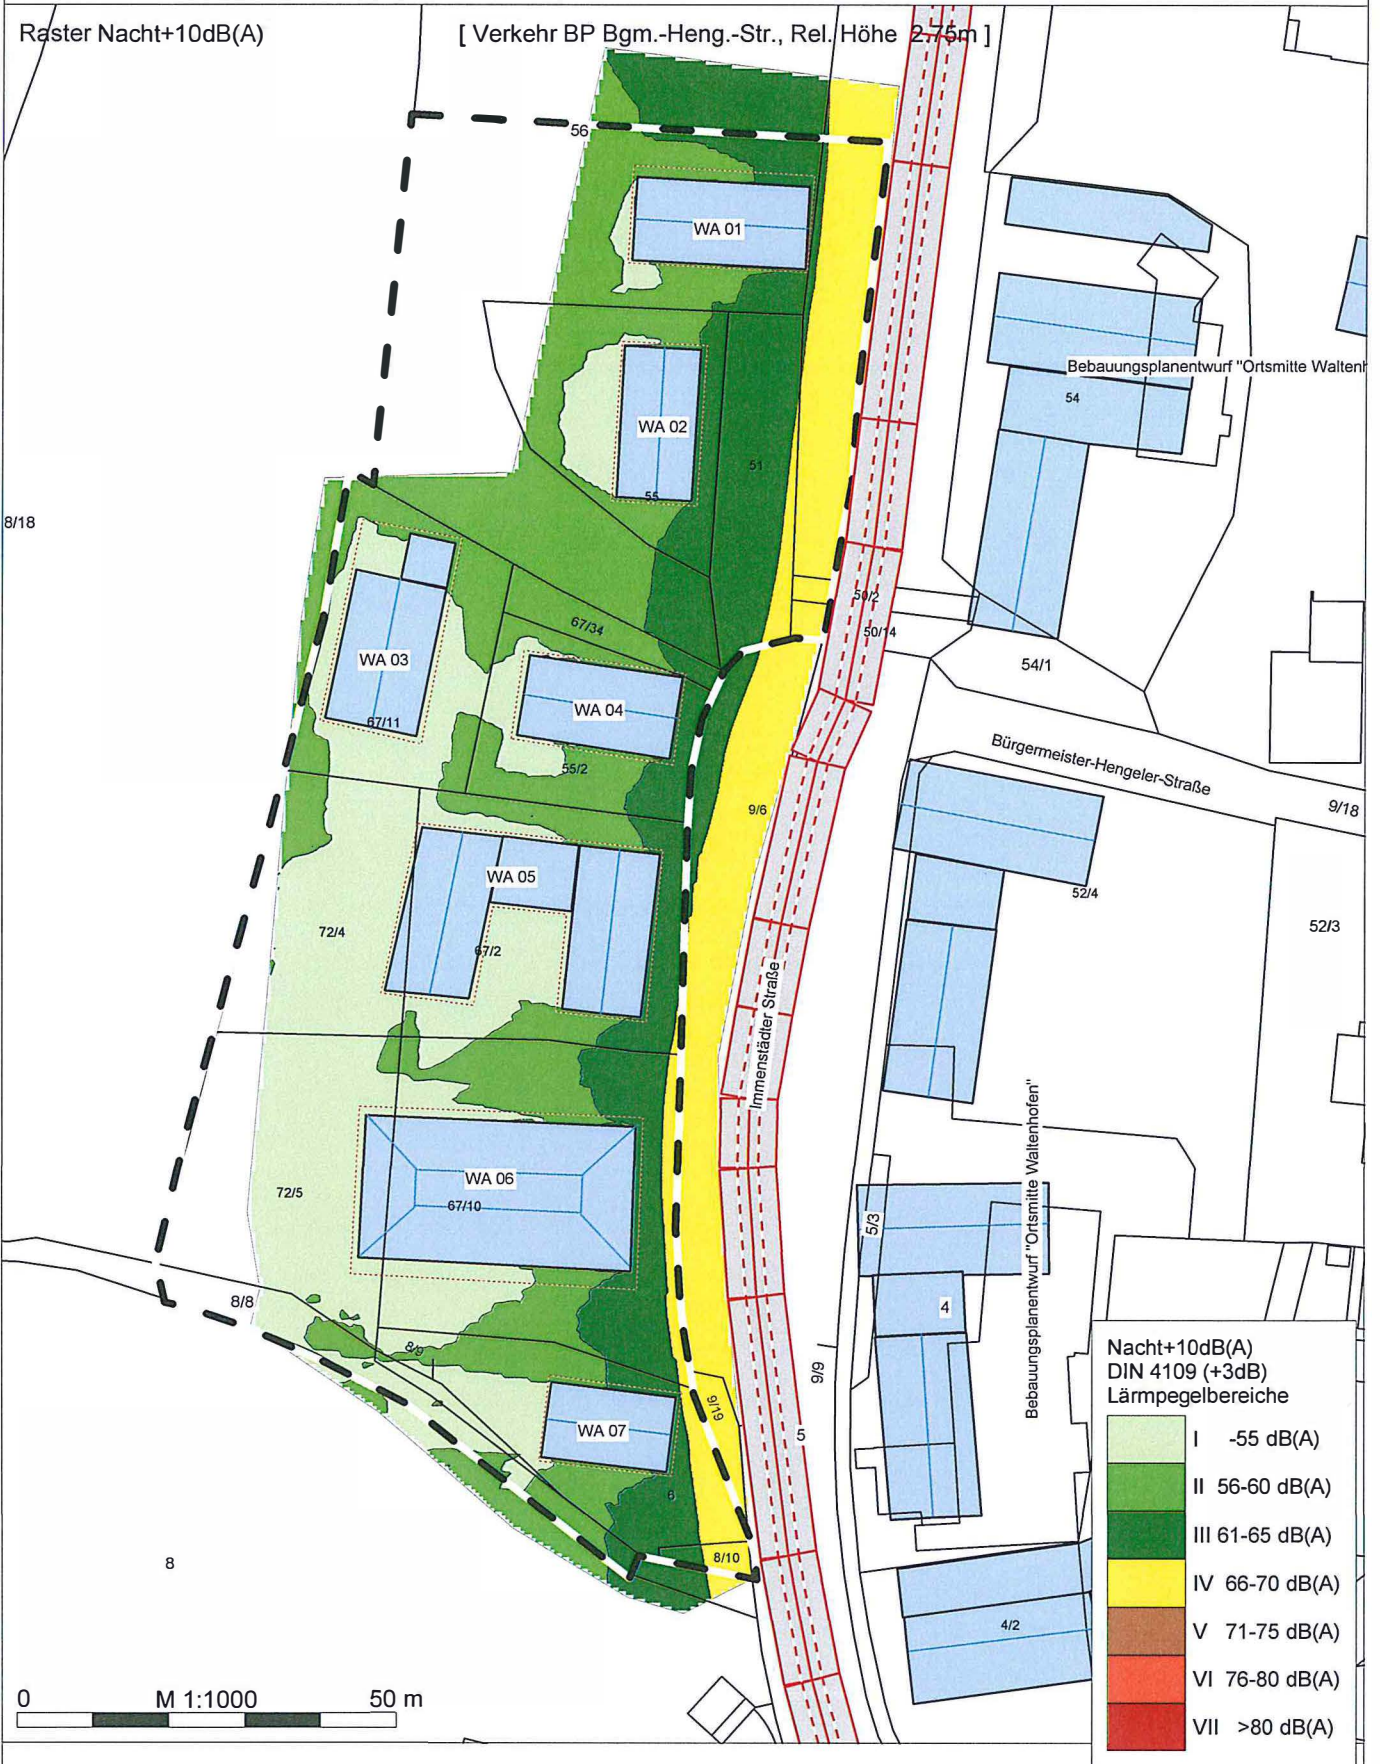 Raster Nacht+10dB(A)
[ Verkehr BP Bgm.-Heng.-Str., Rel. Höhe 2.75m ]
56
WA 01
Bebauungsplanentwurf "Ortsmitte Waltenh
54
WA 02
51
55
8/18
50/2
67/34
50/14
WA 03
54/1
WA 04
67/11
Bürgermeister-Hengeler-Straße
55/2
9/6
9/18
WA 05
52/4
72/4
67/2
52/3
Immenstädter Straße
WA 06
72/5
67/10
5/3
Bebauungsplanentwurf "Ortsmitte Waltenhofen"
8/8
4
8/9
9/9
9/19
WA 07
5
6
8
8/10
4/2
Nacht+10dB(A)
DIN 4109 (+3dB)
Lärmpegelbereiche
I -55 dB(A)
II 56-60 dB(A)
III 61-65 dB(A)
IV 66-70 dB(A)
V 71-75 dB(A)
VI 76-80 dB(A)
VII >80 dB(A)
0 M 1:1000 50 m